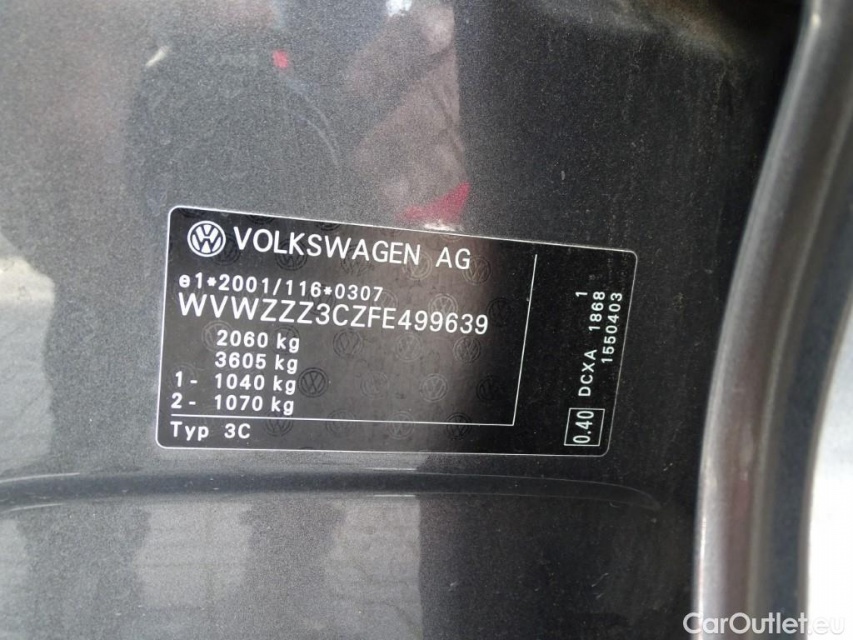 VOLKSWAGEN AG
e1*2001/116*0307
WVWZZZ3CZFE499639
2060 kg
3605 kg
1- 1040 kg
2- 1070 kg
Typ 3C
0.40 DCXA 1868 1
1550403
CarOutlet.eu